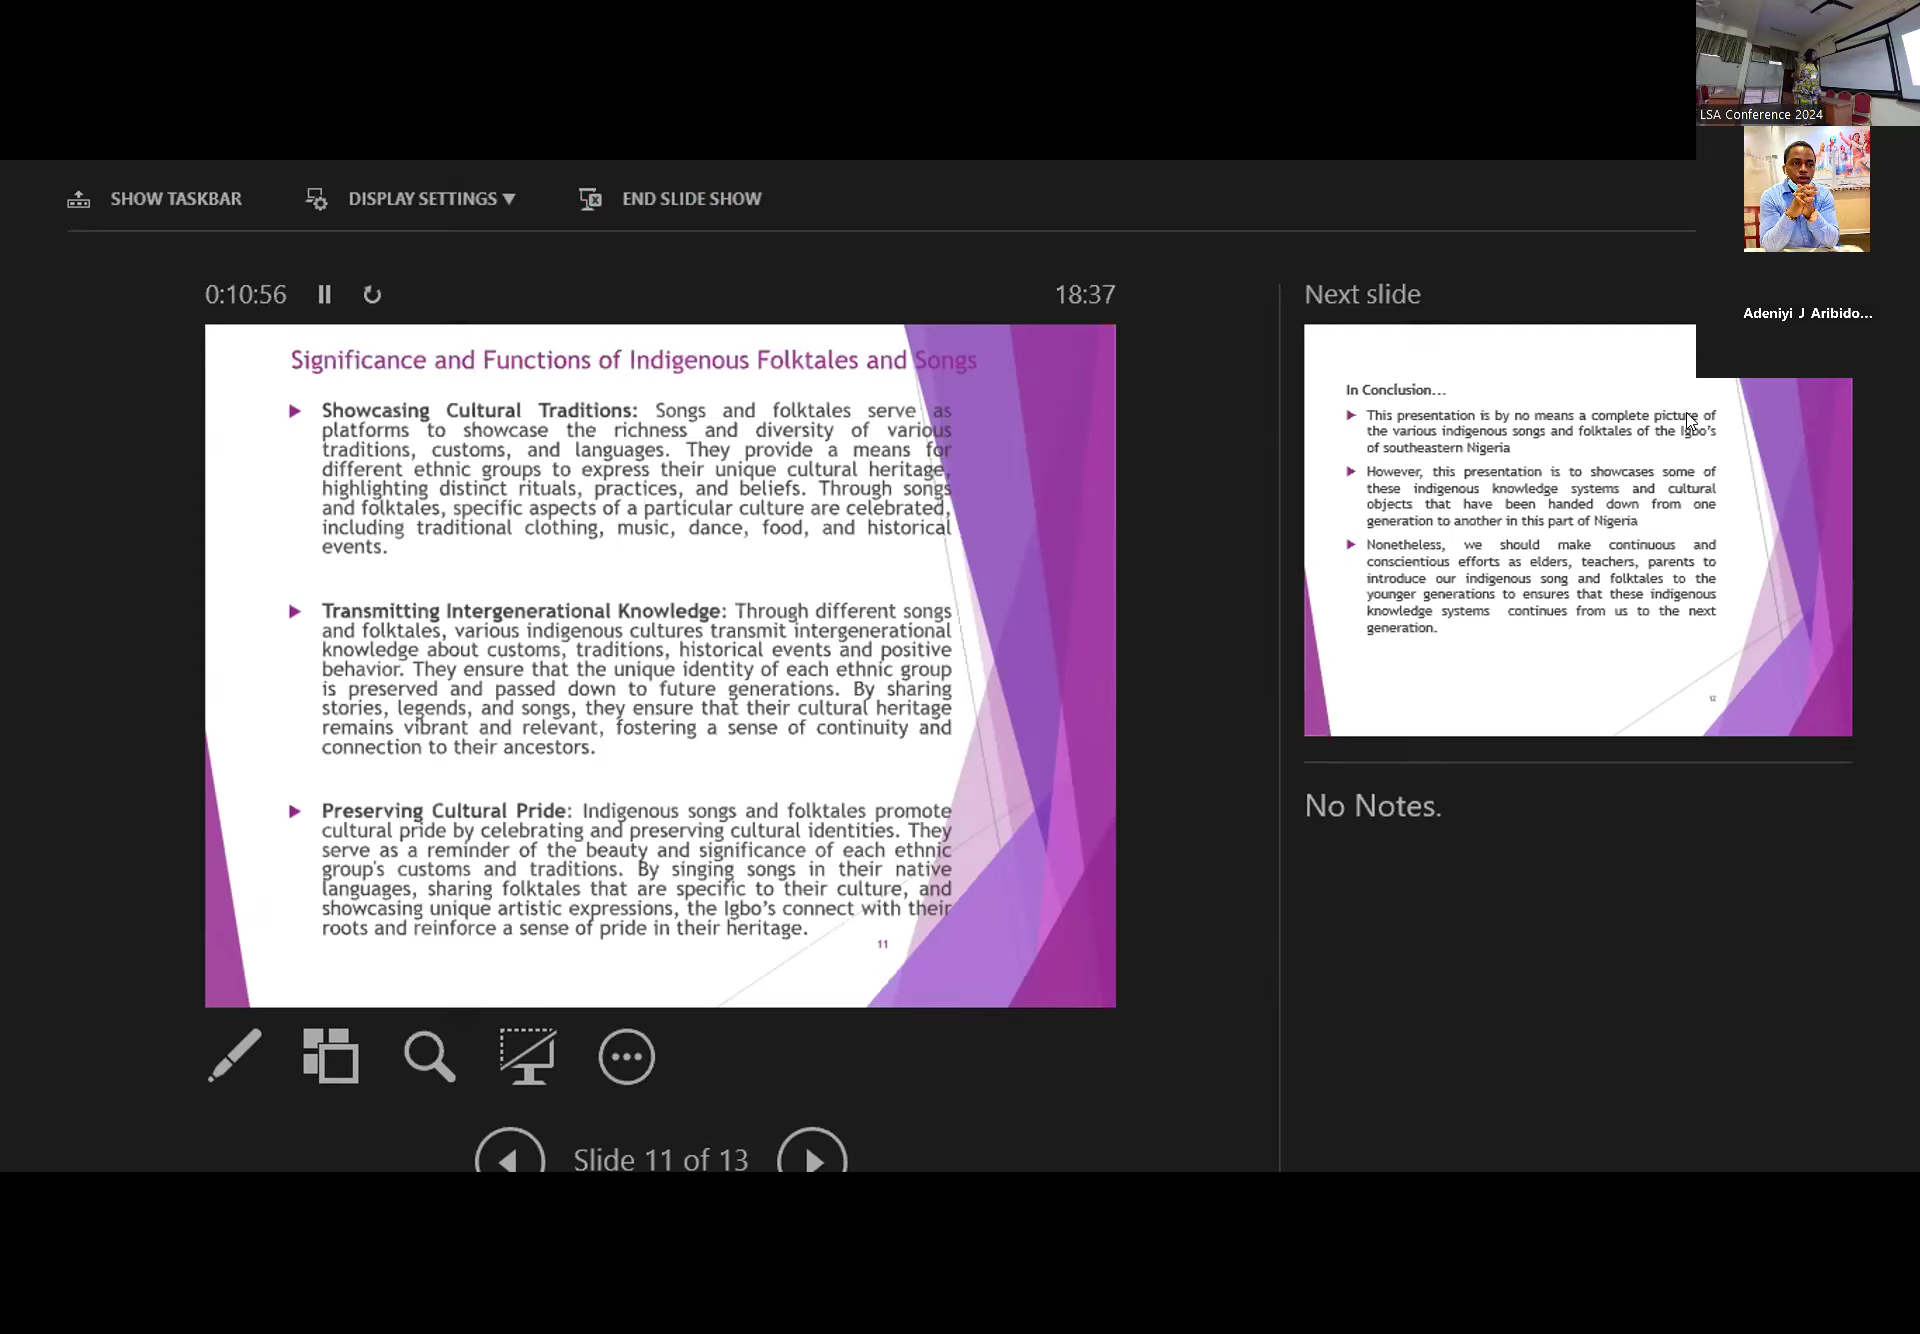 LSA Conference 2024
Adeniyi J Aribido...
SHOW TASKBAR
DISPLAY SETTINGS
END SLIDE SHOW
0:10:56
18:37
Significance and Functions of Indigenous Folktales and Songs
Showcasing Cultural Traditions: Songs and folktales serve as
platforms to showcase the richness and diversity of various
traditions, customs, and languages. They provide a means for
different ethnic groups to express their unique cultural heritage,
highlighting distinct rituals, practices, and beliefs. Through songs
and folktales, specific aspects of a particular culture are celebrated,
including traditional clothing, music, dance, food, and historical
events.
Transmitting Intergenerational Knowledge: Through different songs
and folktales, various indigenous cultures transmit intergenerational
knowledge about customs, traditions, historical events and positive
behavior. They ensure that the unique identity of each ethnic group
is preserved and passed down to future generations. By sharing
stories, legends, and songs, they ensure that their cultural heritage
remains vibrant and relevant, fostering a sense of continuity and
connection to their ancestors.
Preserving Cultural Pride: Indigenous songs and folktales promote
cultural pride by celebrating and preserving cultural identities. They
serve as a reminder of the beauty and significance of each ethnic
group's customs and traditions. By singing songs in their native
languages, sharing folktales that are specific to their culture, and
showcasing unique artistic expressions, the Igbo’s connect with their
roots and reinforce a sense of pride in their heritage.
11
Slide 11 of 13
Next slide
In Conclusion...
This presentation is by no means a complete picture of
the various indigenous songs and folktales of the Igbo’s
of southeastern Nigeria
However, this presentation is to showcases some of
these indigenous knowledge systems and cultural
objects that have been handed down from one
generation to another in this part of Nigeria
Nonetheless, we should make continuous and
conscientious efforts as elders, teachers, parents to
introduce our indigenous song and folktales to the
younger generations to ensures that these indigenous
knowledge systems continues from us to the next
generation.
12
No Notes.